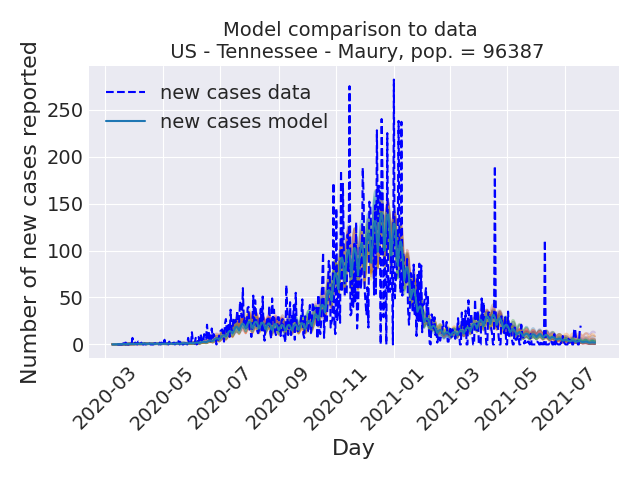 Model comparison to data
US - Tennessee - Maury, pop. = 96387
Number of new cases reported
new cases data
new cases model
250
200
150
100
50
0
2020-03
2020-05
2020-07
2020-09
2020-11
2021-01
2021-03
2021-05
2021-07
Day